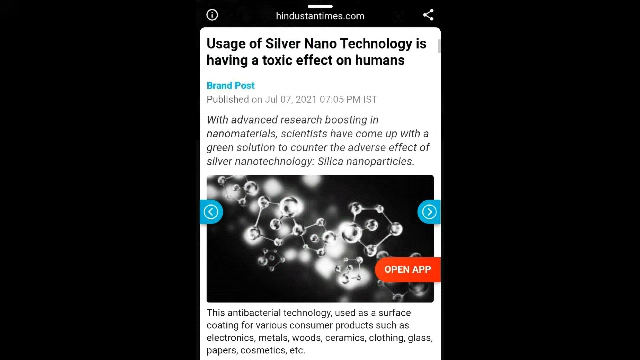 hindustantimes.com
Usage of Silver Nano Technology is
having a toxic effect on humans
Brand Post
Published on Jul 07, 2021 07:05 PM IST
With advanced research boosting in
nanomaterials, scientists have come up with a
green solution to counter the adverse effect of
silver nanotechnology: Silica nanoparticles.
OPEN APP
This antibacterial technology, used as a surface
coating for various consumer products such as
electronics, metals, woods, ceramics, clothing, glass,
papers, cosmetics, etc.